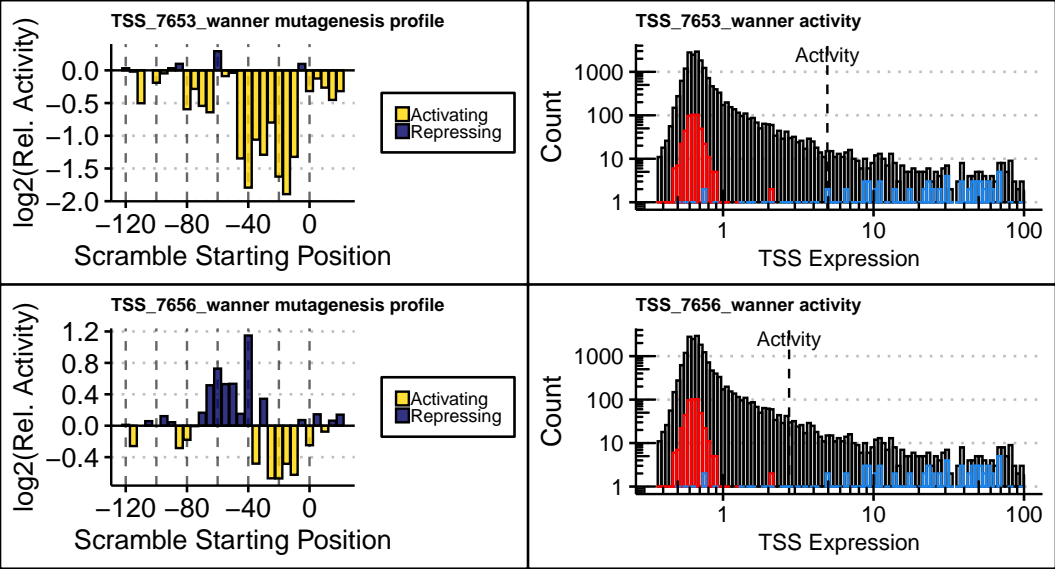 TSS_7653_wanner mutagenesis profile
log2(Rel. Activity)
0.0
−0.5
−1.0
−1.5
−2.0
−120
−80
−40
0
Scramble Starting Position
Activating
Repressing
TSS_7653_wanner activity
Activity
Count
1000
100
10
1
1
10
100
TSS Expression
TSS_7656_wanner mutagenesis profile
log2(Rel. Activity)
1.2
0.8
0.4
0.0
−0.4
−120
−80
−40
0
Scramble Starting Position
Activating
Repressing
TSS_7656_wanner activity
Activity
Count
1000
100
10
1
1
10
100
TSS Expression